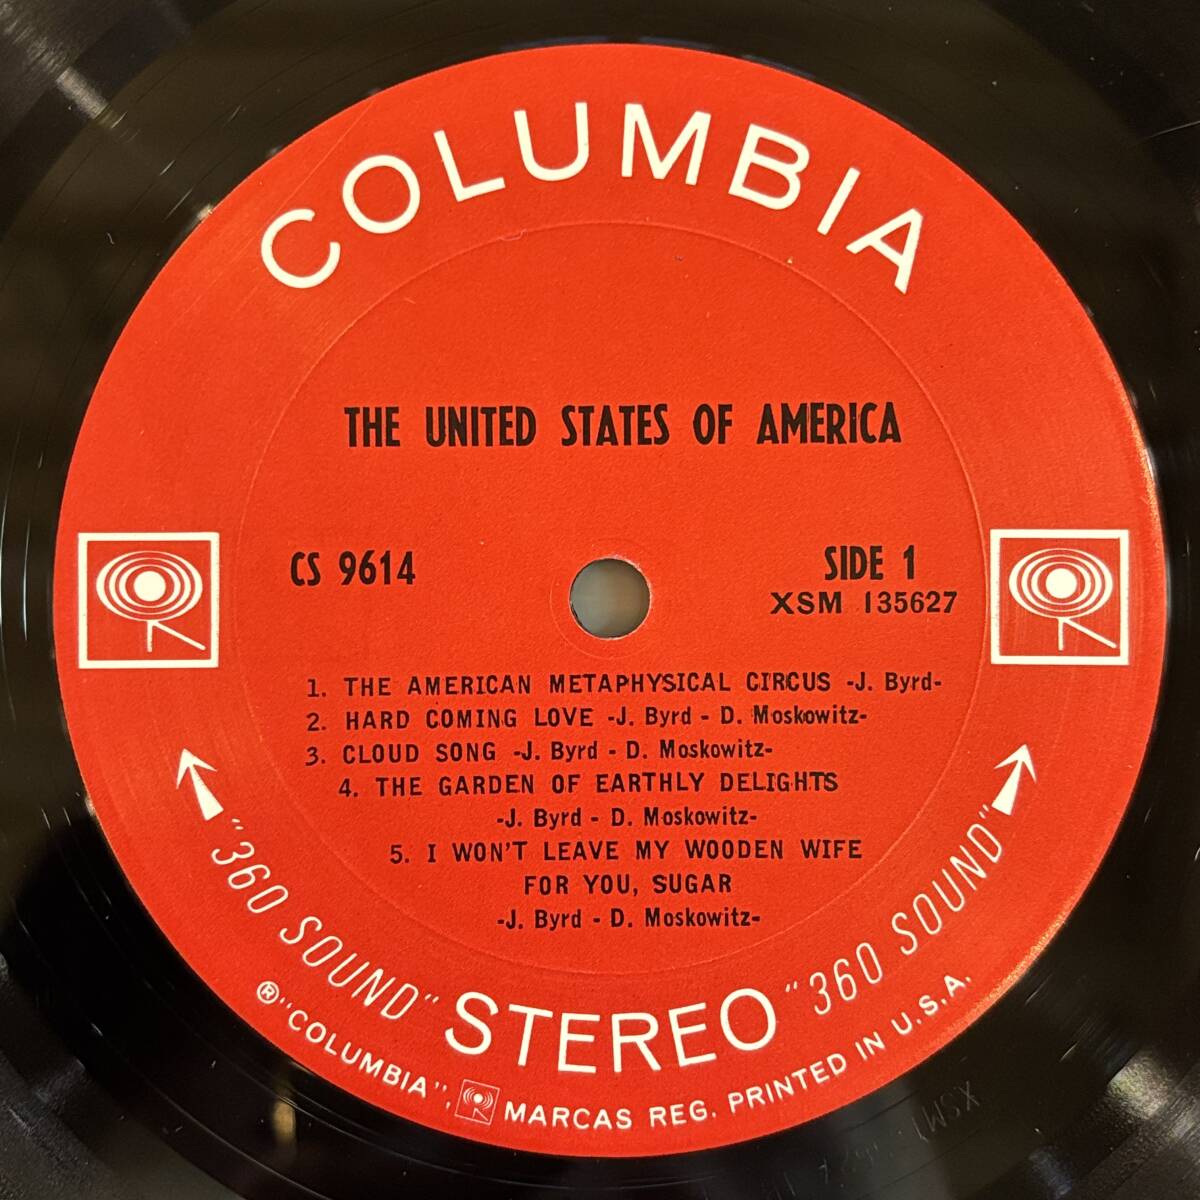 COLUMBIA
THE UNITED STATES OF AMERICA
CS 9614
SIDE 1
XSM 135627
1. THE AMERICAN METAPHYSICAL CIRCUS -J. Byrd-
2. HARD COMING LOVE -J. Byrd - D. Moskowitz-
3. CLOUD SONG -J. Byrd - D. Moskowitz-
4. THE GARDEN OF EARTHLY DELIGHTS
-J. Byrd - D. Moskowitz-
5. I WON'T LEAVE MY WOODEN WIFE
FOR YOU, SUGAR
-J. Byrd - D. Moskowitz-
"360 SOUND" STEREO "360 SOUND"
®"COLUMBIA", MARCAS REG. PRINTED IN U.S.A.
XSM